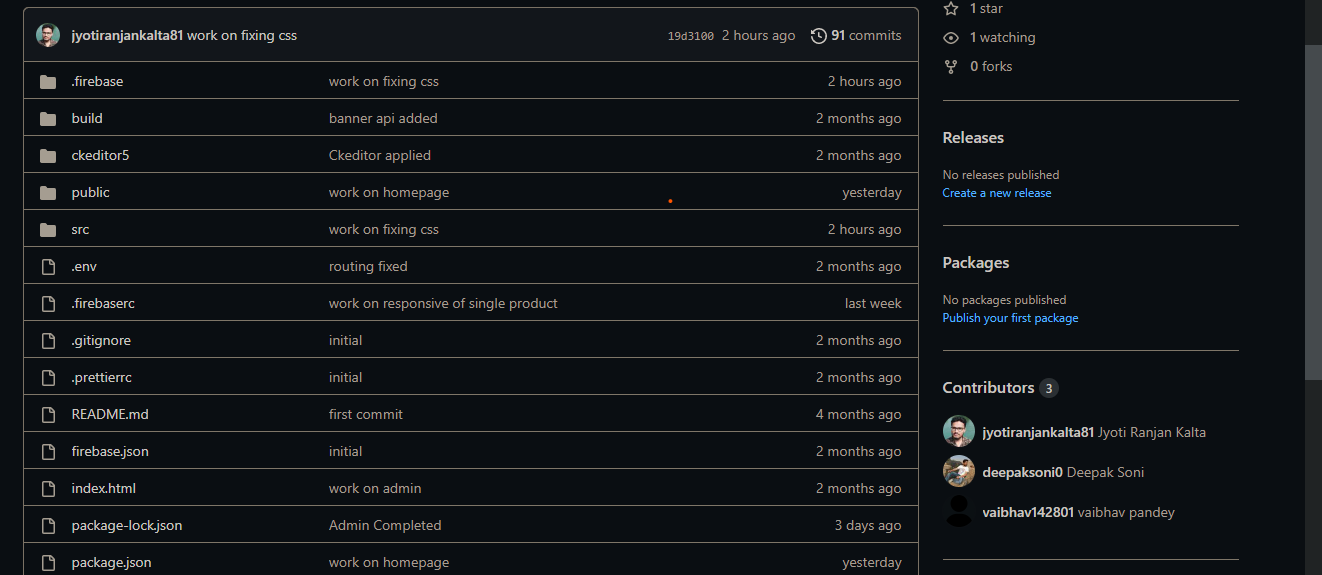 jyotiranjankalta81 work on fixing css 19d3100 2 hours ago 91 commits
.firebase work on fixing css 2 hours ago
build banner api added 2 months ago
ckeditor5 Ckeditor applied 2 months ago
public work on homepage yesterday
src work on fixing css 2 hours ago
.env routing fixed 2 months ago
.firebaserc work on responsive of single product last week
.gitignore initial 2 months ago
.prettierrc initial 2 months ago
README.md first commit 4 months ago
firebase.json initial 2 months ago
index.html work on admin 2 months ago
package-lock.json Admin Completed 3 days ago
package.json work on homepage yesterday
1 star
1 watching
0 forks
Releases
No releases published
Create a new release
Packages
No packages published
Publish your first package
Contributors 3
jyotiranjankalta81 Jyoti Ranjan Kalta
deepaksoni0 Deepak Soni
vaibhav142801 vaibhav pandey